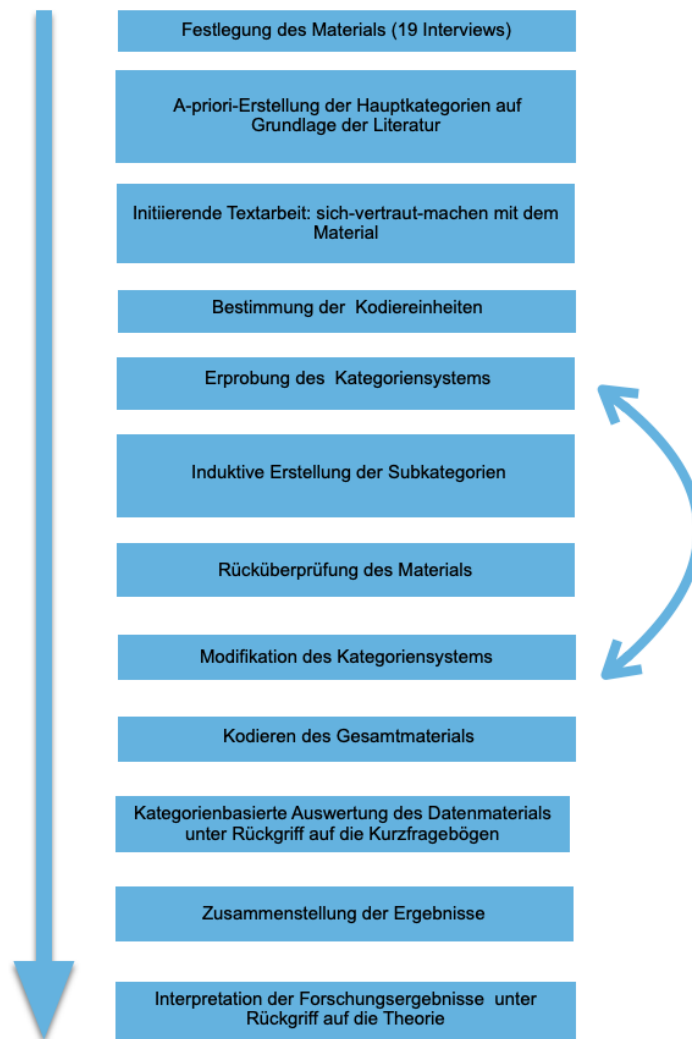 Festlegung des Materials (19 Interviews)
A-priori-Erstellung der Hauptkategorien auf
Grundlage der Literatur
Initiierende Textarbeit: sich-vertraut-machen mit dem
Material
Bestimmung der Kodiereinheiten
Erprobung des Kategoriensystems
Induktive Erstellung der Subkategorien
Rücküberprüfung des Materials
Modifikation des Kategoriensystems
Kodieren des Gesamtmaterials
Kategorienbasierte Auswertung des Datenmaterials
unter Rückgriff auf die Kurzfragebögen
Zusammenstellung der Ergebnisse
Interpretation der Forschungsergebnisse unter
Rückgriff auf die Theorie